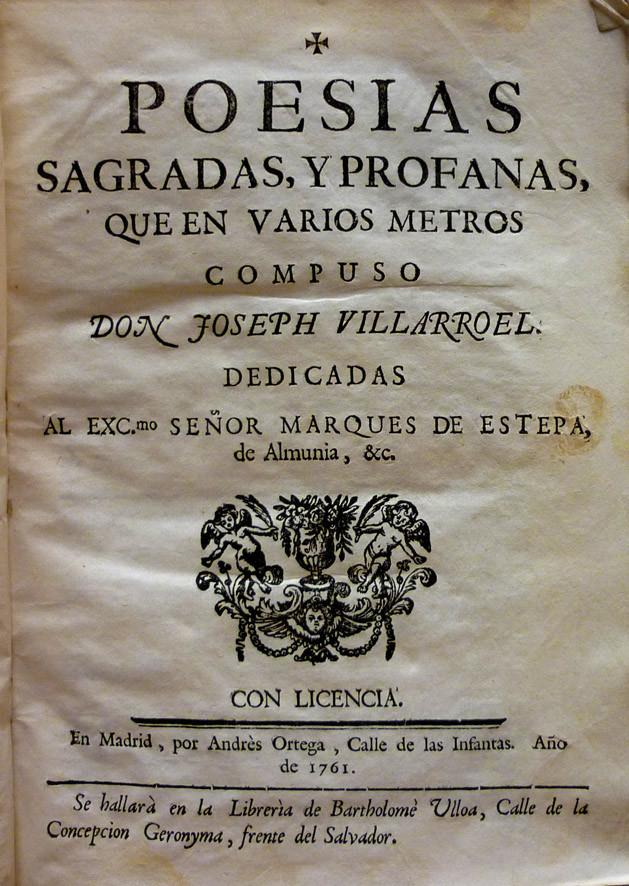 POESIAS
SAGRADAS, Y PROFANAS,
QUE EN VARIOS METROS
COMPUSO
DON JOSEPH VILLARROEL.
DEDICADAS
AL EXC.mo SEÑOR MARQUES DE ESTEPA,
de Almunia, &c.
CON LICENCIA.
En Madrid, por Andrès Ortega, Calle de las Infantas. Año
de 1761.
Se hallarà en la Librerìa de Bartholomè Ulloa, Calle de la
Concepcion Geronyma, frente del Salvador.